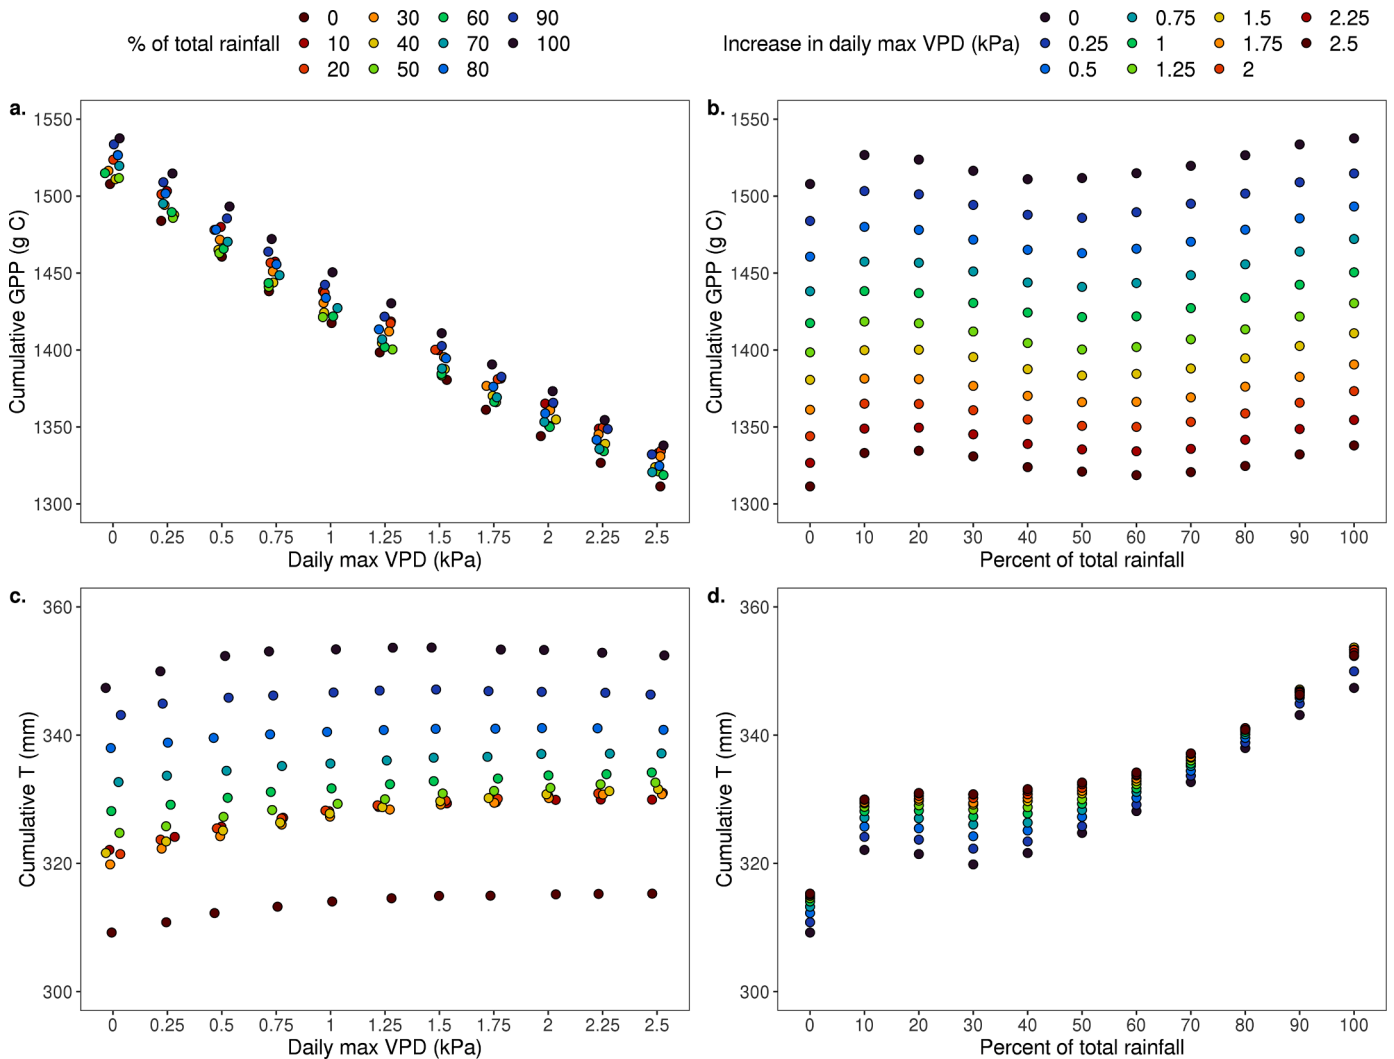 % of total rainfall
0 30 60 90
10 40 70 100
20 50 80
Increase in daily max VPD (kPa)
0 0.75 1.5 2.25
0.25 1 1.75 2.5
0.5 1.25 2
a.
Cumulative GPP (g C)
1550
1500
1450
1400
1350
1300
0 0.25 0.5 0.75 1 1.25 1.5 1.75 2 2.25 2.5
Daily max VPD (kPa)
b.
Cumulative GPP (g C)
1550
1500
1450
1400
1350
1300
0 10 20 30 40 50 60 70 80 90 100
Percent of total rainfall
c.
Cumulative T (mm)
360
340
320
300
0 0.25 0.5 0.75 1 1.25 1.5 1.75 2 2.25 2.5
Daily max VPD (kPa)
d.
Cumulative T (mm)
360
340
320
300
0 10 20 30 40 50 60 70 80 90 100
Percent of total rainfall